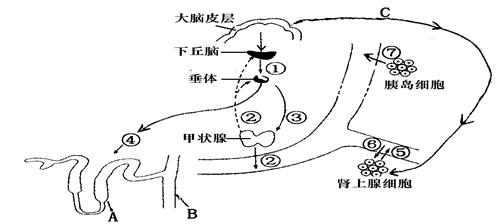 大脑皮层
C
下丘脑
①
⑦
垂体
胰岛细胞
④
②
③
甲状腺
②
⑥
⑤
肾上腺细胞
A
B